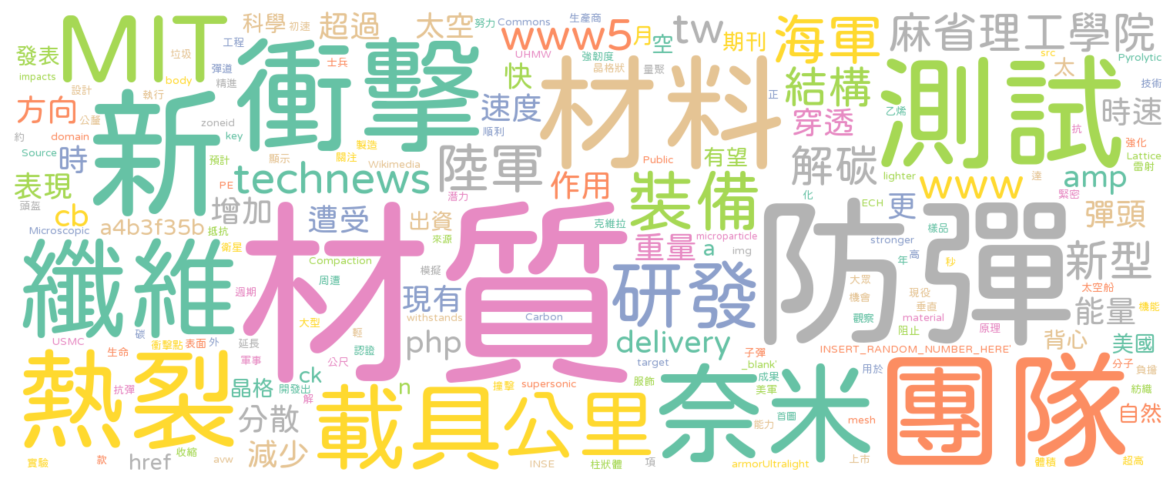 科學 超過 太空 努力 Commons 生產商 月 tw 期刊 海軍 麻省理工學院
初速 www5 空
發表 MIT 垃圾 工程 士兵 UHMW 強韌度 src
impacts body 彈道 衝擊 快 晶格狀 量聚 材料 結構 太 測試 Pyrolytic
設計 執行 精進 正 乙烯 技術
方向 新 公釐 速度 穿透 時速
約 domain zoneid key 順利 製造 抗 強化
Source 時 預計 顯示 關注 Wikimedia 陸軍 Public 有望 解碳 lighter Lattice 雷射
表現 PE technews 潛力 作用 裝備 www 達 緊密 amp
頭盔 cb 增加 遭受 出資 克維拉 化 ECH 更 樣品 彈頭
Microscopic a4b3f35b 抵抗 來源 重量 a microparticle stronger
纖維 衛星 材質 Compaction 模擬 研發 img 防彈 年 高 秒 新型
周遭 大眾 太空船
USMC 碳 週期 大型 現有 withstands Carbon 機會 現役 垂直 能量 機能
輕 觀察 material
衝擊點 表面 外 延長 認證 php delivery 阻止 原理 背心 美國
熱裂 生命 軍事 公尺 target 子彈 INSERT_RANDOM_NUMBER_HERE 分子 負擔
抗彈 晶格 開發出 ck n 撞擊 supersonic 服飾 _blank 成果 美軍 用於 紡織
分散 解 載具 公里 奈米 首圖 mesh 團隊 自然
實驗 款 收縮 減少 能力
href avw INSE 柱狀體 項 armorUltralight 上市 體積 超高